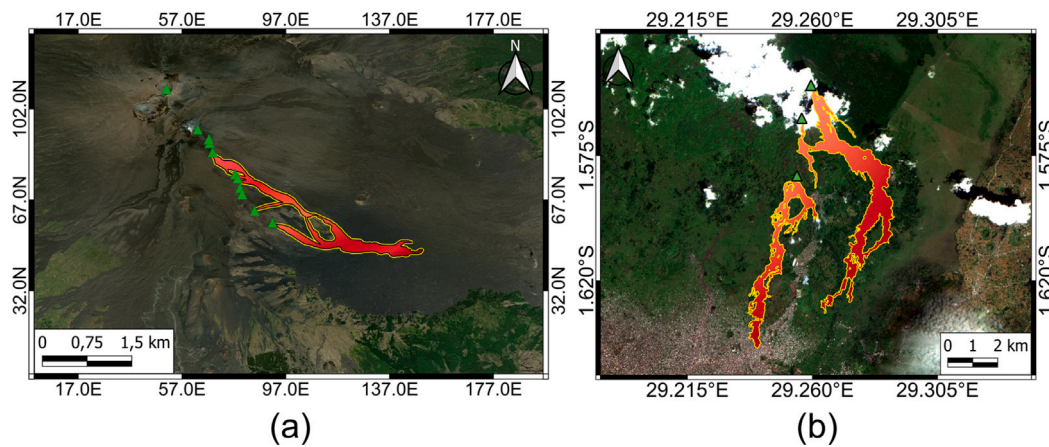 17.0E 57.0E 97.0E 137.0E 177.0E
N
102.0N 102.0N
67.0N 67.0N
32.0N 32.0N
0 0,75 1,5 km
17.0E 57.0E 97.0E 137.0E 177.0E
(a)
29.215°E 29.260°E 29.305°E
N
1.575°S 1.575°S
1.620°S 1.620°S
0 1 2 km
29.215°E 29.260°E 29.305°E
(b)